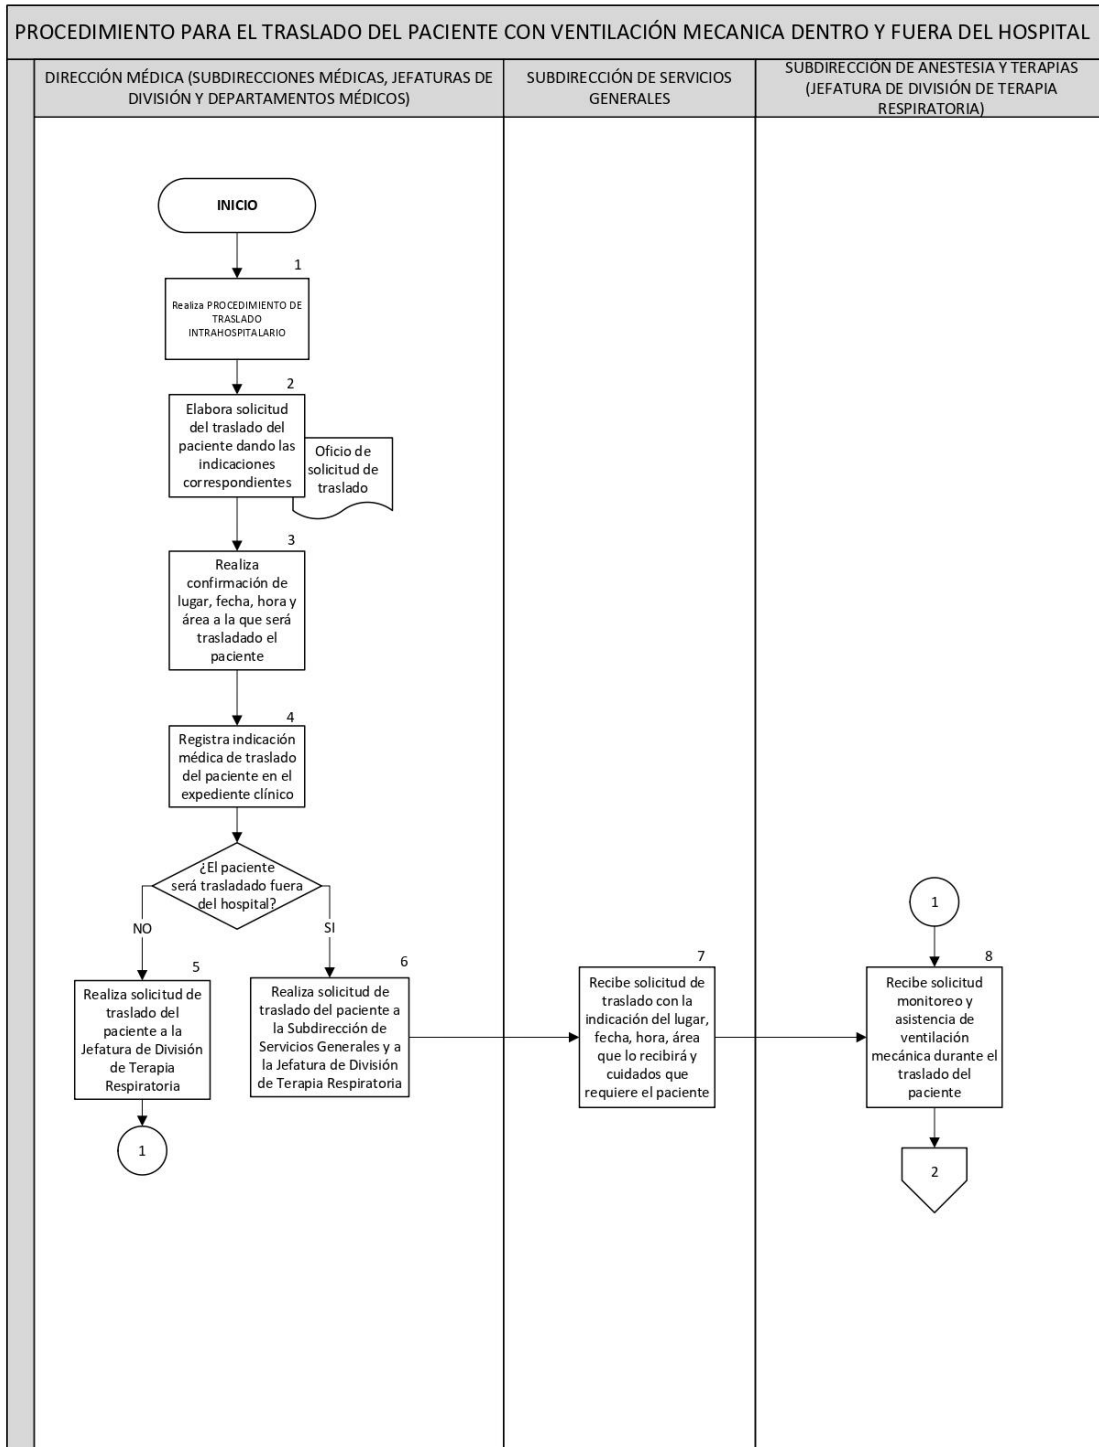 PROCEDIMIENTO PARA EL TRASLADO DEL PACIENTE CON VENTILACIÓN MECANICA DENTRO Y FUERA DEL HOSPITAL
DIRECCIÓN MÉDICA (SUBDIRECCIONES MÉDICAS, JEFATURAS DE
DIVISIÓN Y DEPARTAMENTOS MÉDICOS)
SUBDIRECCIÓN DE SERVICIOS
GENERALES
SUBDIRECCIÓN DE ANESTESIA Y TERAPIAS
(JEFATURA DE DIVISIÓN DE TERAPIA
RESPIRATORIA)
INICIO
1
Realiza PROCEDIMIENTO DE
TRASLADO
INTRAHOSPITALARIO
2
Elabora solicitud
del traslado del
paciente dando las
indicaciones
correspondientes
Oficio de
solicitud de
traslado
3
Realiza
confirmación de
lugar, fecha, hora y
área a la que será
trasladado el
paciente
4
Registra indicación
médica de traslado
del paciente en el
expediente clínico
¿El paciente
será trasladado fuera
del hospital?
NO
SI
5
Realiza solicitud de
traslado del
paciente a la
Jefatura de División
de Terapia
Respiratoria
1
6
Realiza solicitud de
traslado del paciente a
la Subdirección de
Servicios Generales y a
la Jefatura de División
de Terapia Respiratoria
7
Recibe solicitud de
traslado con la
indicación del lugar,
fecha, hora, área
que lo recibirá y
cuidados que
requiere el paciente
1
8
Recibe solicitud
monitoreo y
asistencia de
ventilación
mecánica durante el
traslado del
paciente
2